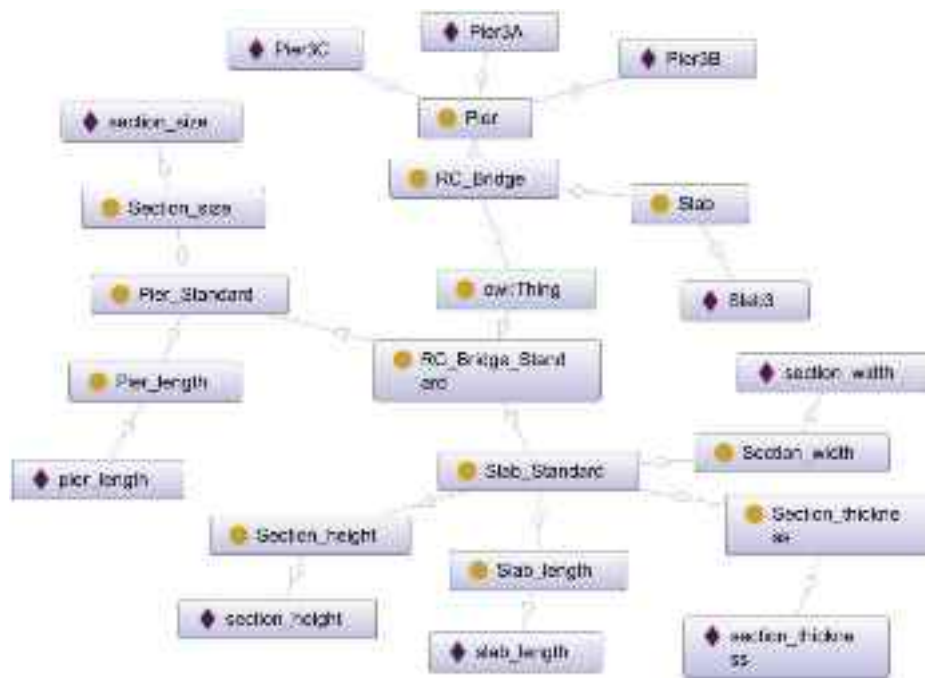 Pier3A
Pier3C
Pier3B
section_size
Pier
RC_Bridge
Section_size
Slab
owl:Thing
Pier_Standard
Slab3
RC_Bridge_Stand
ard
Pier_length
section_width
Section_width
pier_length
Slab_Standard
Section_height
Section_thickne
ss
Slab_length
section_height
slab_length
section_thickne
ss